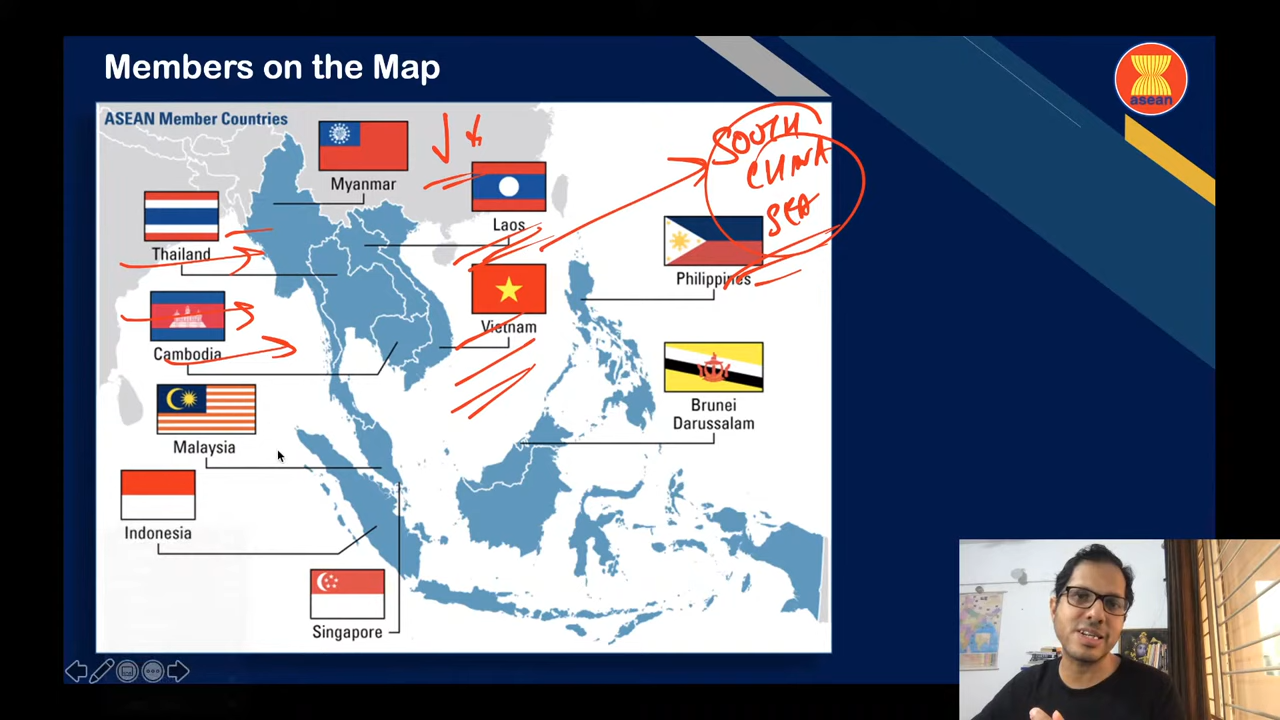 Members on the Map
asean
ASEAN Member Countries
SOUTH
CHINA
SEA
Myanmar
Laos
Thailand
Philippines
Vietnam
Cambodia
Brunei
Darussalam
Malaysia
Indonesia
Singapore